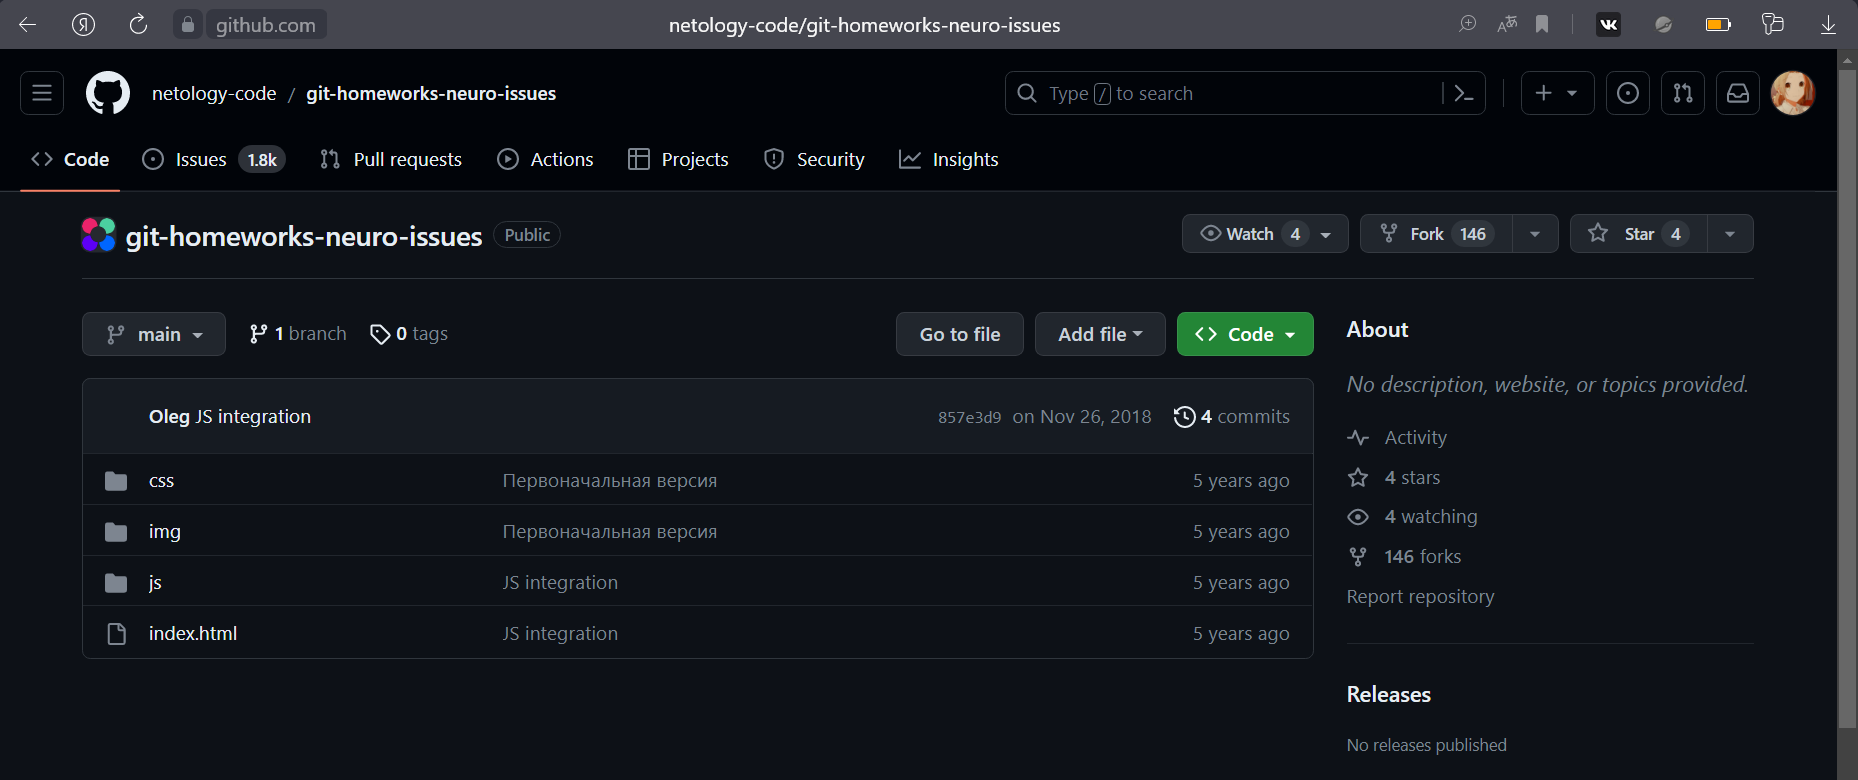 github.com
netology-code/git-homeworks-neuro-issues
netology-code / git-homeworks-neuro-issues
Type / to search
Code
Issues 1.8k
Pull requests
Actions
Projects
Security
Insights
git-homeworks-neuro-issues Public
Watch 4
Fork 146
Star 4
main
1 branch
0 tags
Go to file
Add file
Code
Oleg JS integration 857e3d9 on Nov 26, 2018 4 commits
css Первоначальная версия 5 years ago
img Первоначальная версия 5 years ago
js JS integration 5 years ago
index.html JS integration 5 years ago
About
No description, website, or topics provided.
Activity
4 stars
4 watching
146 forks
Report repository
Releases
No releases published